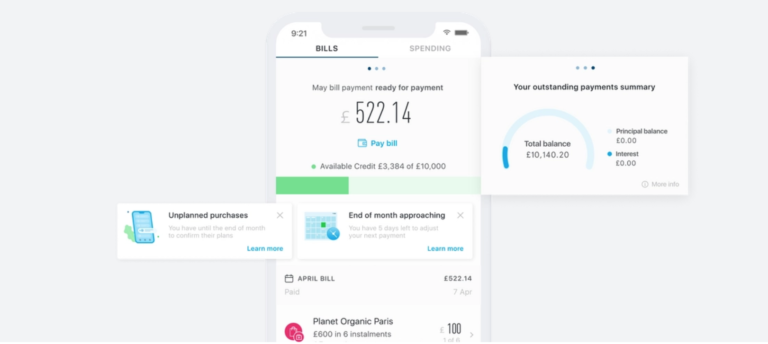 9:21
BILLS
SPENDING
May bill payment ready for payment
£ 522.14
Pay bill
Available Credit £3,384 of £10,000
Your outstanding payments summary
Total balance
£10,140.20
Principal balance
£0.00
Interest
£0.00
More info
Unplanned purchases
You have until the end of month
to confirm their plans
Learn more
End of month approaching
You have 5 days left to adjust
your next payment
Learn more
APRIL BILL
£522.14
Paid
7 Apr
Planet Organic Paris
£ 100
£600 in 6 instalments